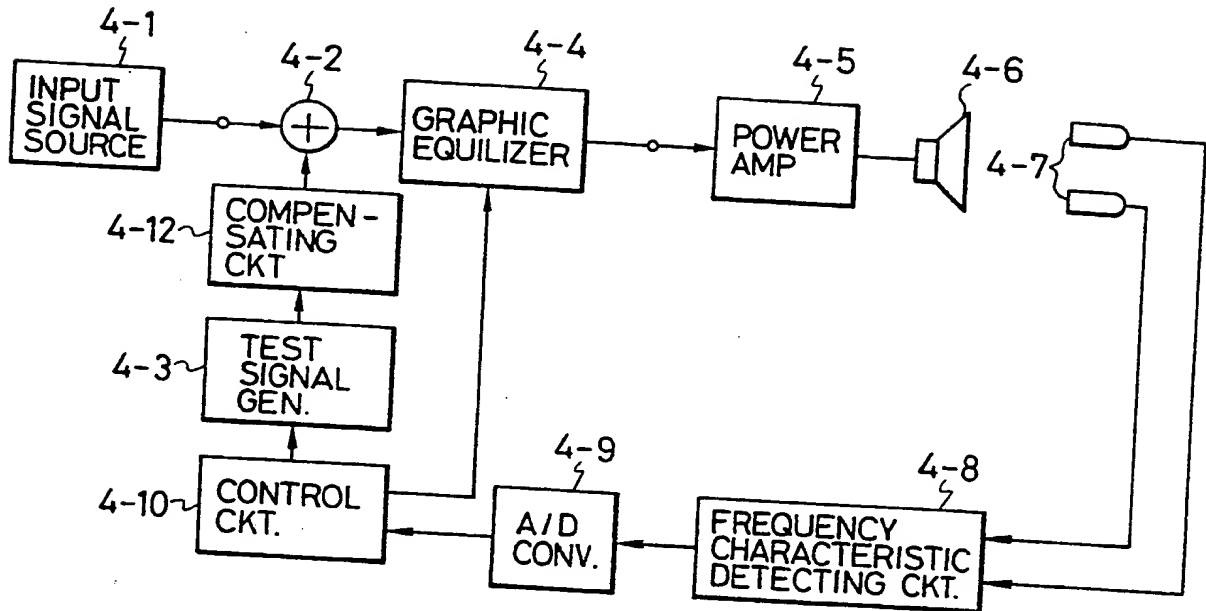 4-1
INPUT
SIGNAL
SOURCE
4-2
4-4
GRAPHIC
EQUILIZER
4-5
POWER
AMP
4-6
4-7
4-12
COMPEN-
SATING
CKT
4-3
TEST
SIGNAL
GEN.
4-10
CONTROL
CKT.
4-9
A/D
CONV.
4-8
FREQUENCY
CHARACTERISTIC
DETECTING CKT.